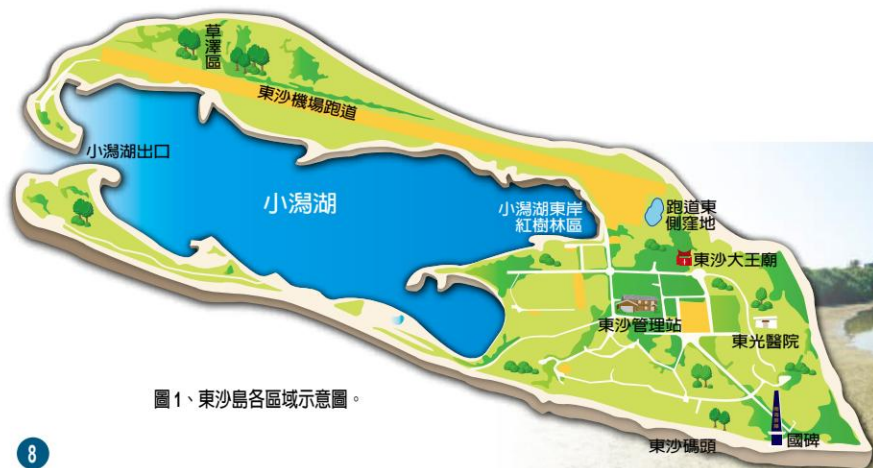 草澤區
東沙機場跑道
小潟湖出口
小潟湖
小潟湖東岸
紅樹林區
跑道東
側窪地
東沙大王廟
東沙管理站
東光醫院
圖1、東沙島各區域示意圖。
東沙碼頭
國碑
8